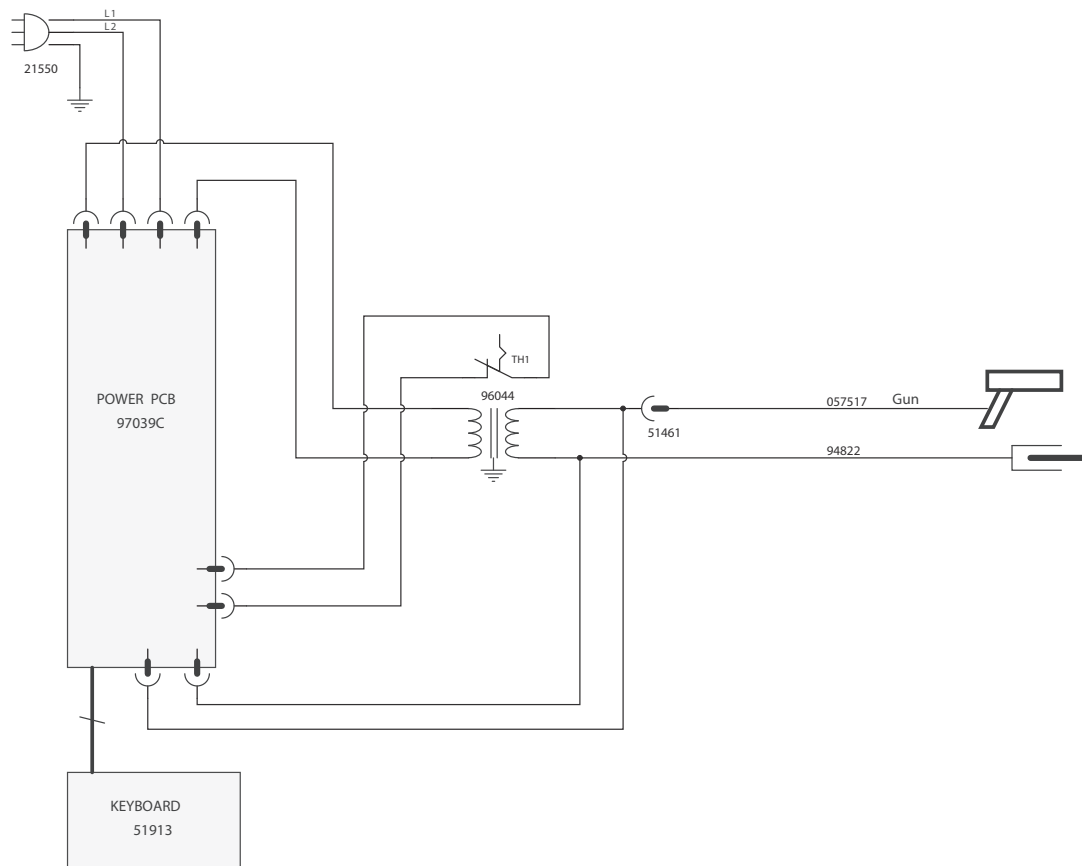 L1
L2
21550
TH1
96044
POWER PCB
97039C
057517 Gun
51461
94822
KEYBOARD
51913